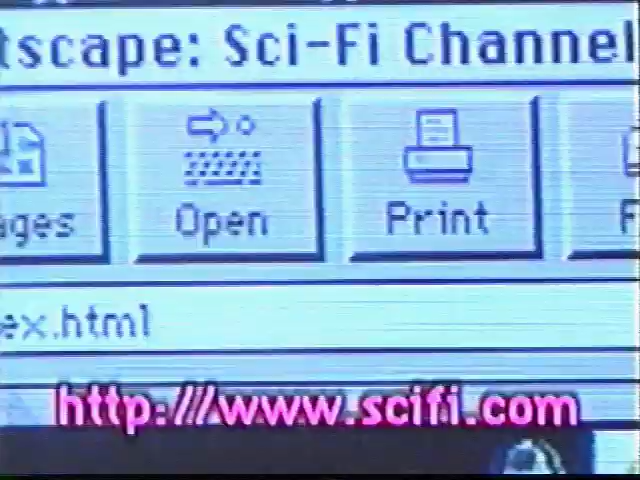 tscape: Sci-Fi Channel
ages
Open
Print
ex.html
http://www.scifi.com